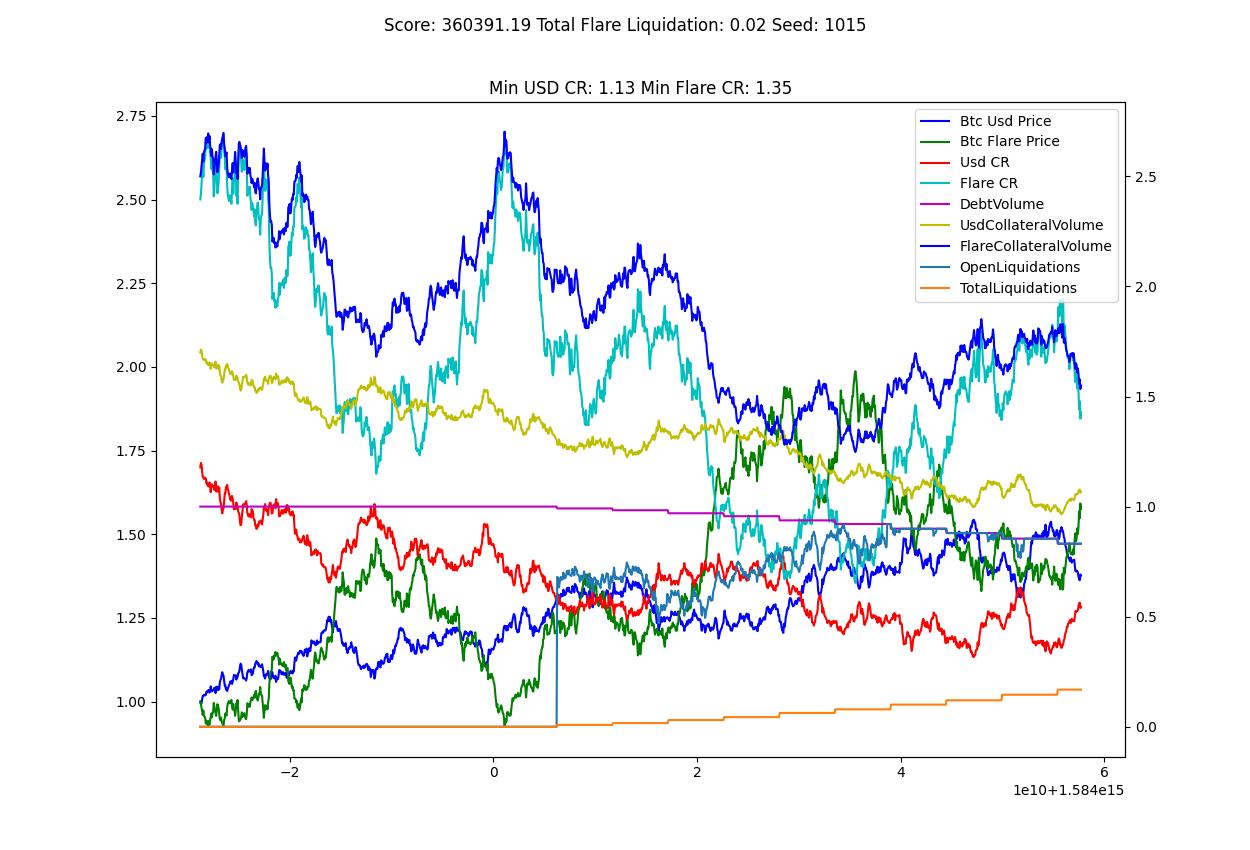 Score: 360391.19 Total Flare Liquidation: 0.02 Seed: 1015
Min USD CR: 1.13 Min Flare CR: 1.35
2.75
2.50
2.25
2.00
1.75
1.50
1.25
1.00
Btc Usd Price
Btc Flare Price
Usd CR
Flare CR
DebtVolume
UsdCollateralVolume
FlareCollateralVolume
OpenLiquidations
TotalLiquidations
2.5
2.0
1.5
1.0
0.5
0.0
−2 0 2 4 6
1e10+1.584e15